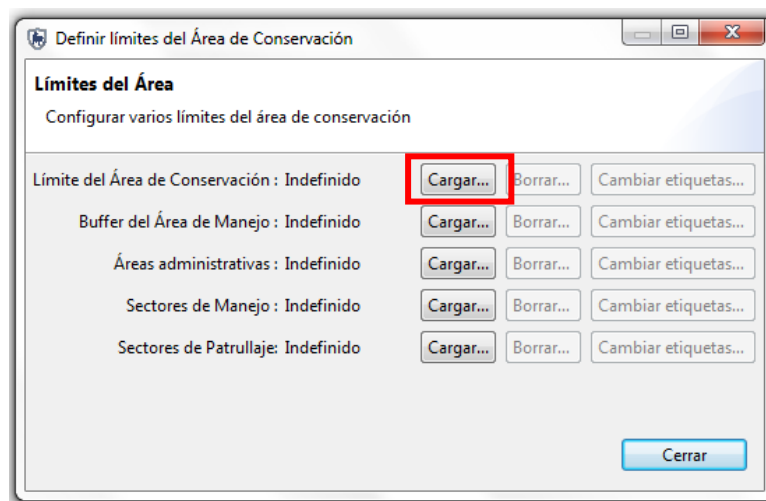 Definir límites del Área de Conservación
Límites del Área
Configurar varios límites del área de conservación
Límite del Área de Conservación : Indefinido Cargar... Borrar... Cambiar etiquetas...
Buffer del Área de Manejo : Indefinido Cargar... Borrar... Cambiar etiquetas...
Áreas administrativas : Indefinido Cargar... Borrar... Cambiar etiquetas...
Sectores de Manejo : Indefinido Cargar... Borrar... Cambiar etiquetas...
Sectores de Patrullaje: Indefinido Cargar... Borrar... Cambiar etiquetas...
Cerrar